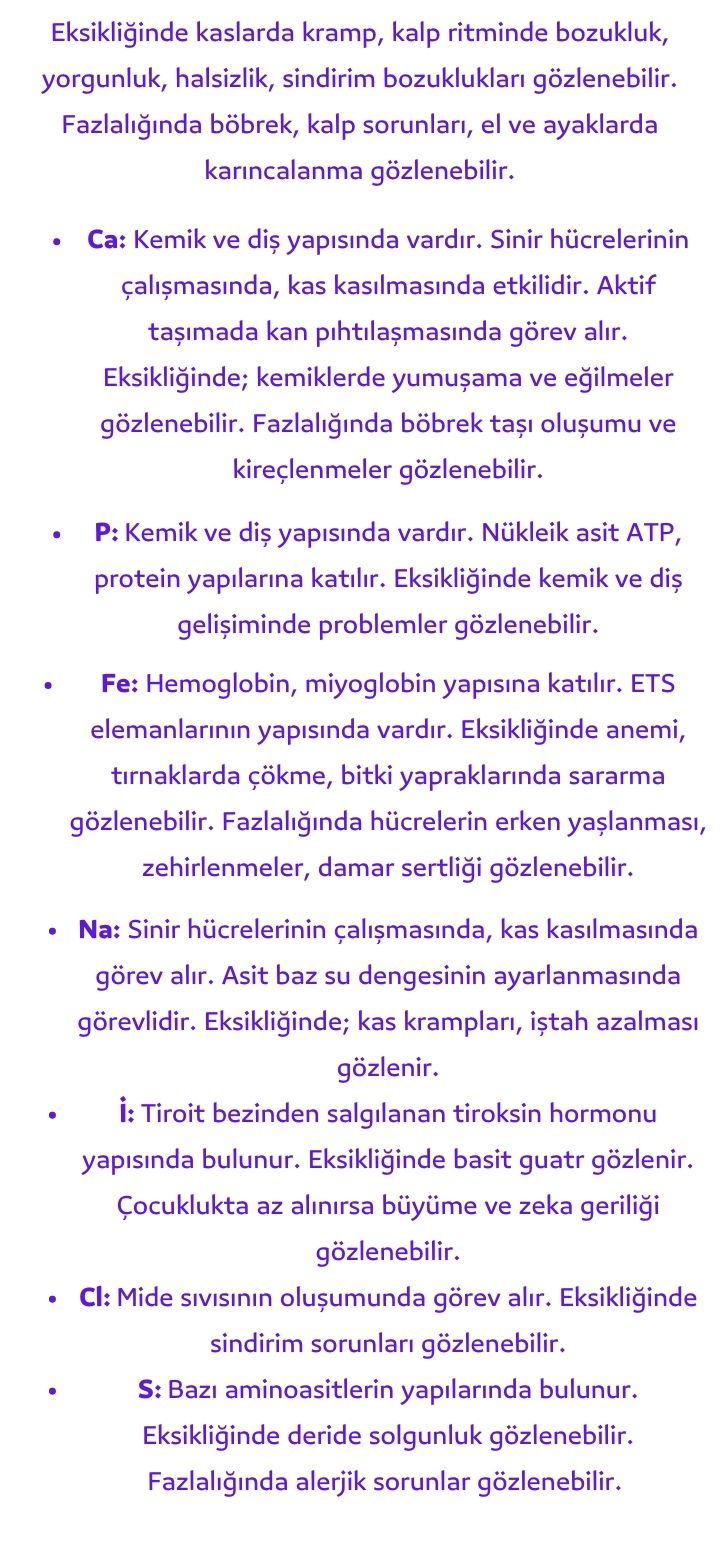 Eksikliğinde kaslarda kramp, kalp ritminde bozukluk,
yorgunluk, halsizlik, sindirim bozuklukları gözlenebilir.
Fazlalığında böbrek, kalp sorunları, el ve ayaklarda
karıncalanma gözlenebilir.
• Ca: Kemik ve diş yapısında vardır. Sinir hücrelerinin
çalışmasında, kas kasılmasında etkilidir. Aktif
taşımada kan pıhtılaşmasında görev alır.
Eksikliğinde; kemiklerde yumuşama ve eğilmeler
gözlenebilir. Fazlalığında böbrek taşı oluşumu ve
kireçlenmeler gözlenebilir.
• P: Kemik ve diş yapısında vardır. Nükleik asit ATP,
protein yapılarına katılır. Eksikliğinde kemik ve diş
gelişiminde problemler gözlenebilir.
• Fe: Hemoglobin, miyoglobin yapısına katılır. ETS
elemanlarının yapısında vardır. Eksikliğinde anemi,
tırnaklarda çökme, bitki yapraklarında sararma
gözlenebilir. Fazlalığında hücrelerin erken yaşlanması,
zehirlenmeler, damar sertliği gözlenebilir.
• Na: Sinir hücrelerinin çalışmasında, kas kasılmasında
görev alır. Asit baz su dengesinin ayarlanmasında
görevlidir. Eksikliğinde; kas krampları, iştah azalması
gözlenir.
• İ: Tiroit bezinden salgılanan tiroksin hormonu
yapısında bulunur. Eksikliğinde basit guatr gözlenir.
Çocuklukta az alınırsa büyüme ve zeka geriliği
gözlenebilir.
• Cl: Mide sıvısının oluşumunda görev alır. Eksikliğinde
sindirim sorunları gözlenebilir.
• S: Bazı aminoasitlerin yapılarında bulunur.
Eksikliğinde deride solgunluk gözlenebilir.
Fazlalığında alerjik sorunlar gözlenebilir.